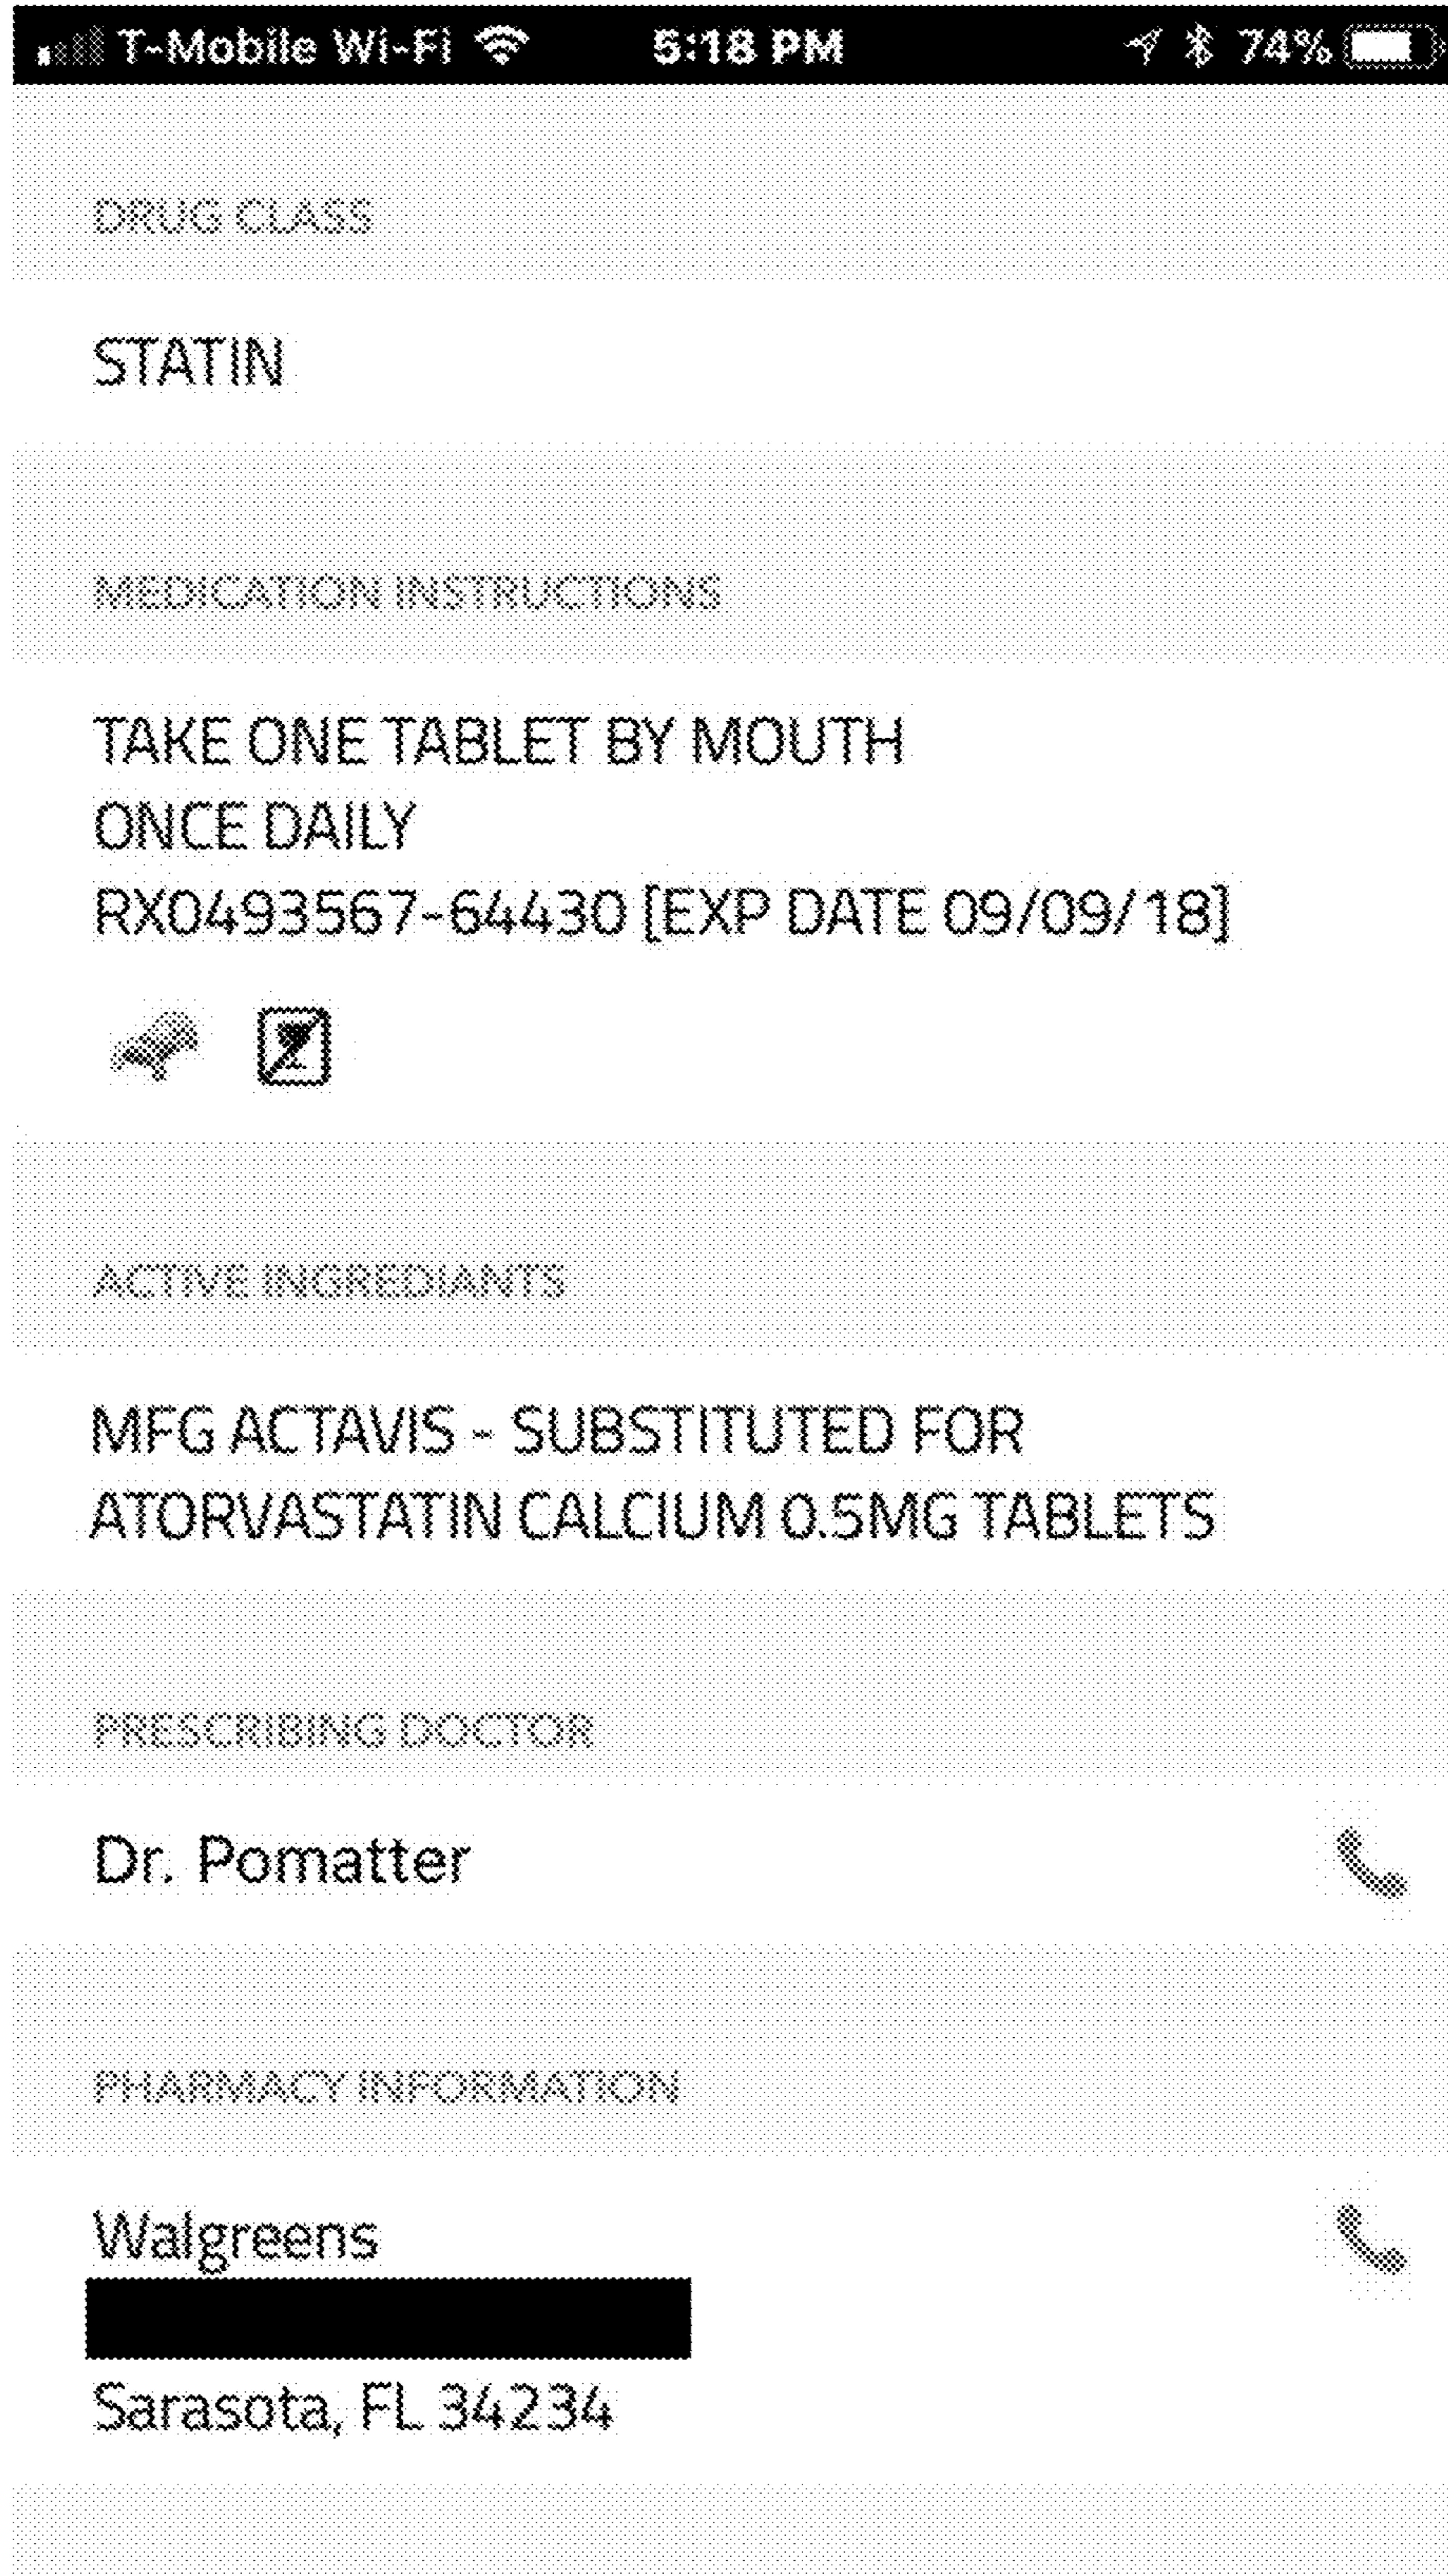 T-Mobile Wi-Fi 5:18 PM 74%
DRUG CLASS
STATIN
MEDICATION INSTRUCTIONS
TAKE ONE TABLET BY MOUTH
ONCE DAILY
RX0493567-64430 [EXP DATE 09/09/18]
ACTIVE INGREDIANTS
MFG ACTAVIS - SUBSTITUTED FOR
ATORVASTATIN CALCIUM 0.5MG TABLETS
PRESCRIBING DOCTOR
Dr. Pomatter
PHARMACY INFORMATION
Walgreens
Sarasota, FL 34234